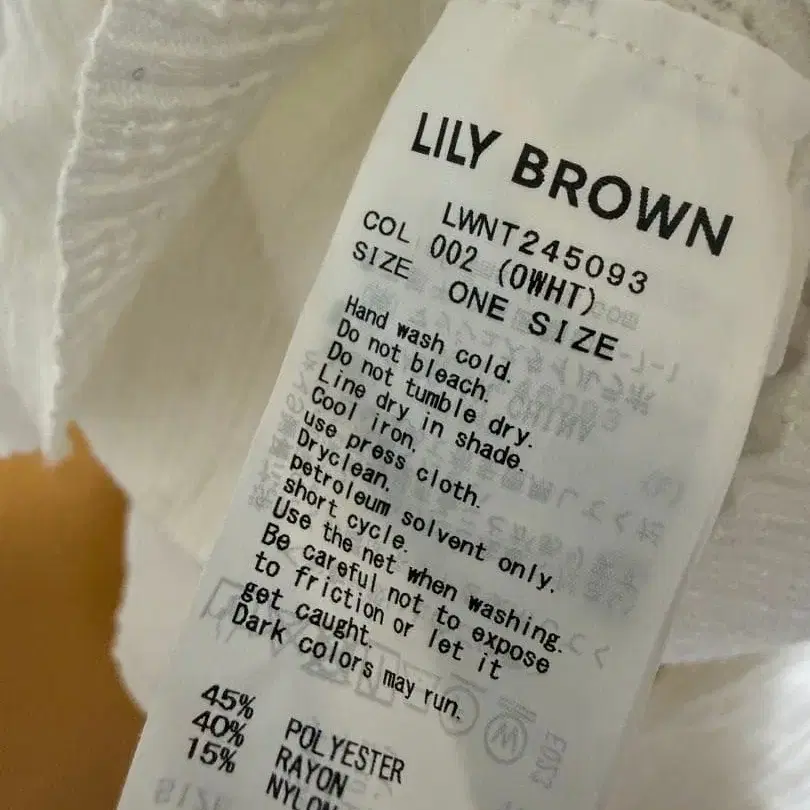 LILY BROWN
LWNT245093
COL 002 (OWHT)
SIZE ONE SIZE
Hand wash cold.
Do not bleach.
Do not tumble dry.
Line dry in shade.
Cool iron.
use press cloth.
Dryclean.
petroleum solvent only.
short cycle.
Use the net when washing.
Be careful not to expose
to friction or let it
get caught.
Dark colors may run.
45% POLYESTER
40% RAYON
15% NYLON